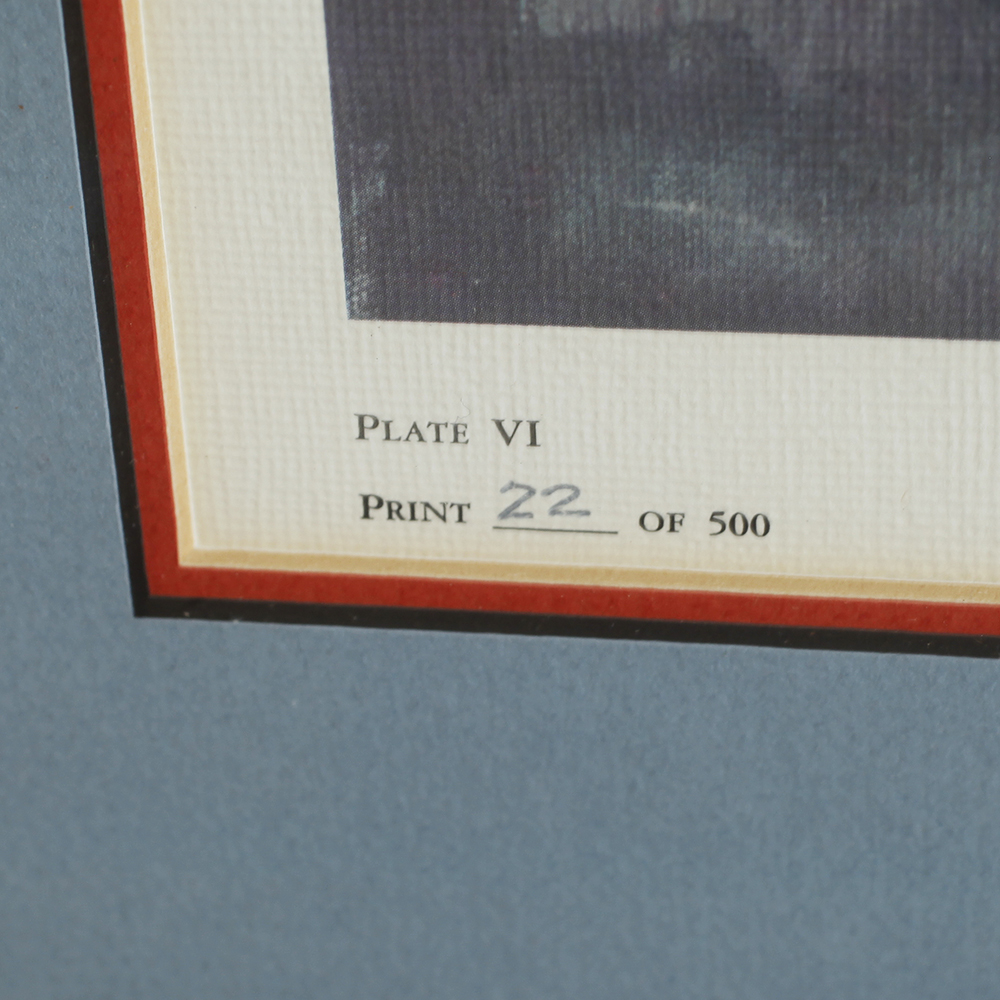 PLATE VI
PRINT 22 OF 500